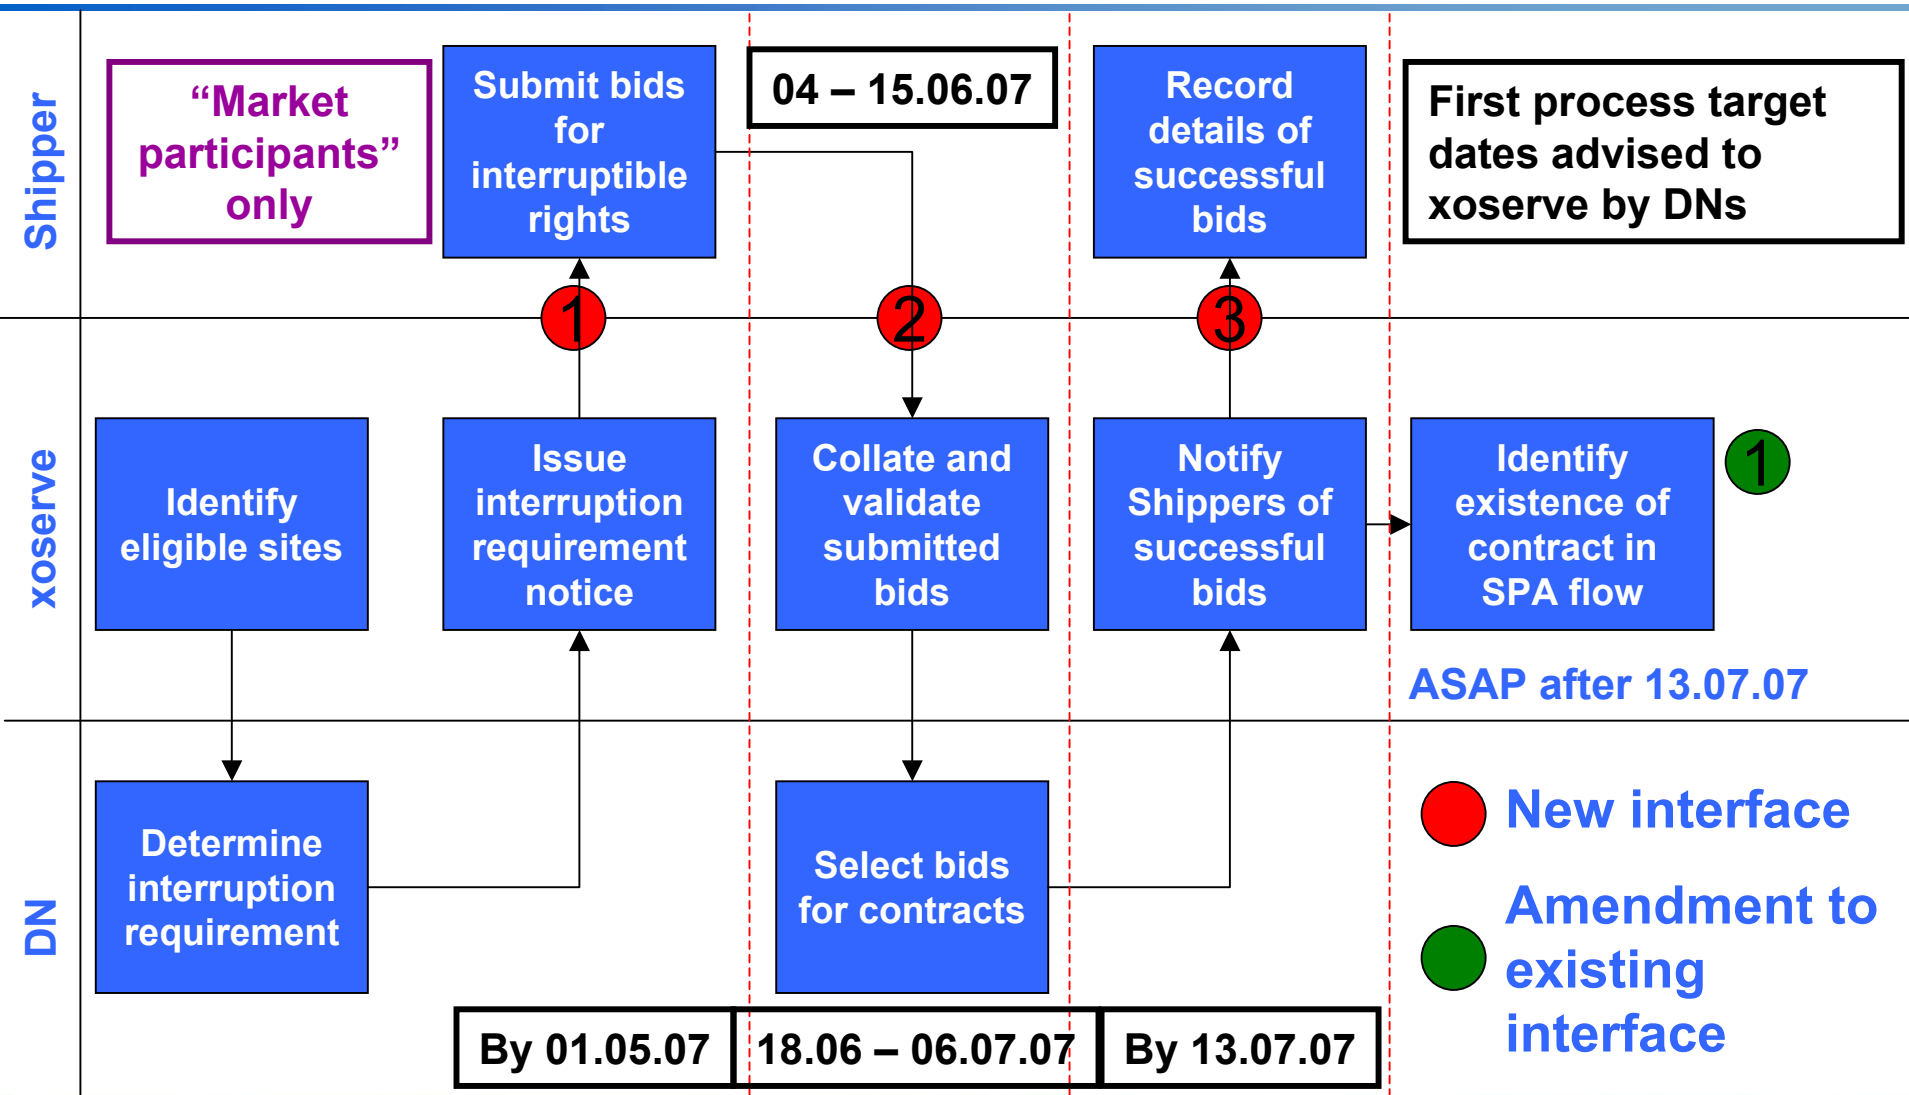 Shipper
“Market
participants”
only
Submit bids
for
interruptible
rights
04 – 15.06.07
Record
details of
successful
bids
First process target
dates advised to
xoserve by DNs
1
2
3
xoserve
Identify
eligible sites
Issue
interruption
requirement
notice
Collate and
validate
submitted
bids
Notify
Shippers of
successful
bids
Identify
existence of
contract in
SPA flow
1
ASAP after 13.07.07
DN
Determine
interruption
requirement
Select bids
for contracts
New interface
Amendment to
existing
interface
By 01.05.07
18.06 – 06.07.07
By 13.07.07